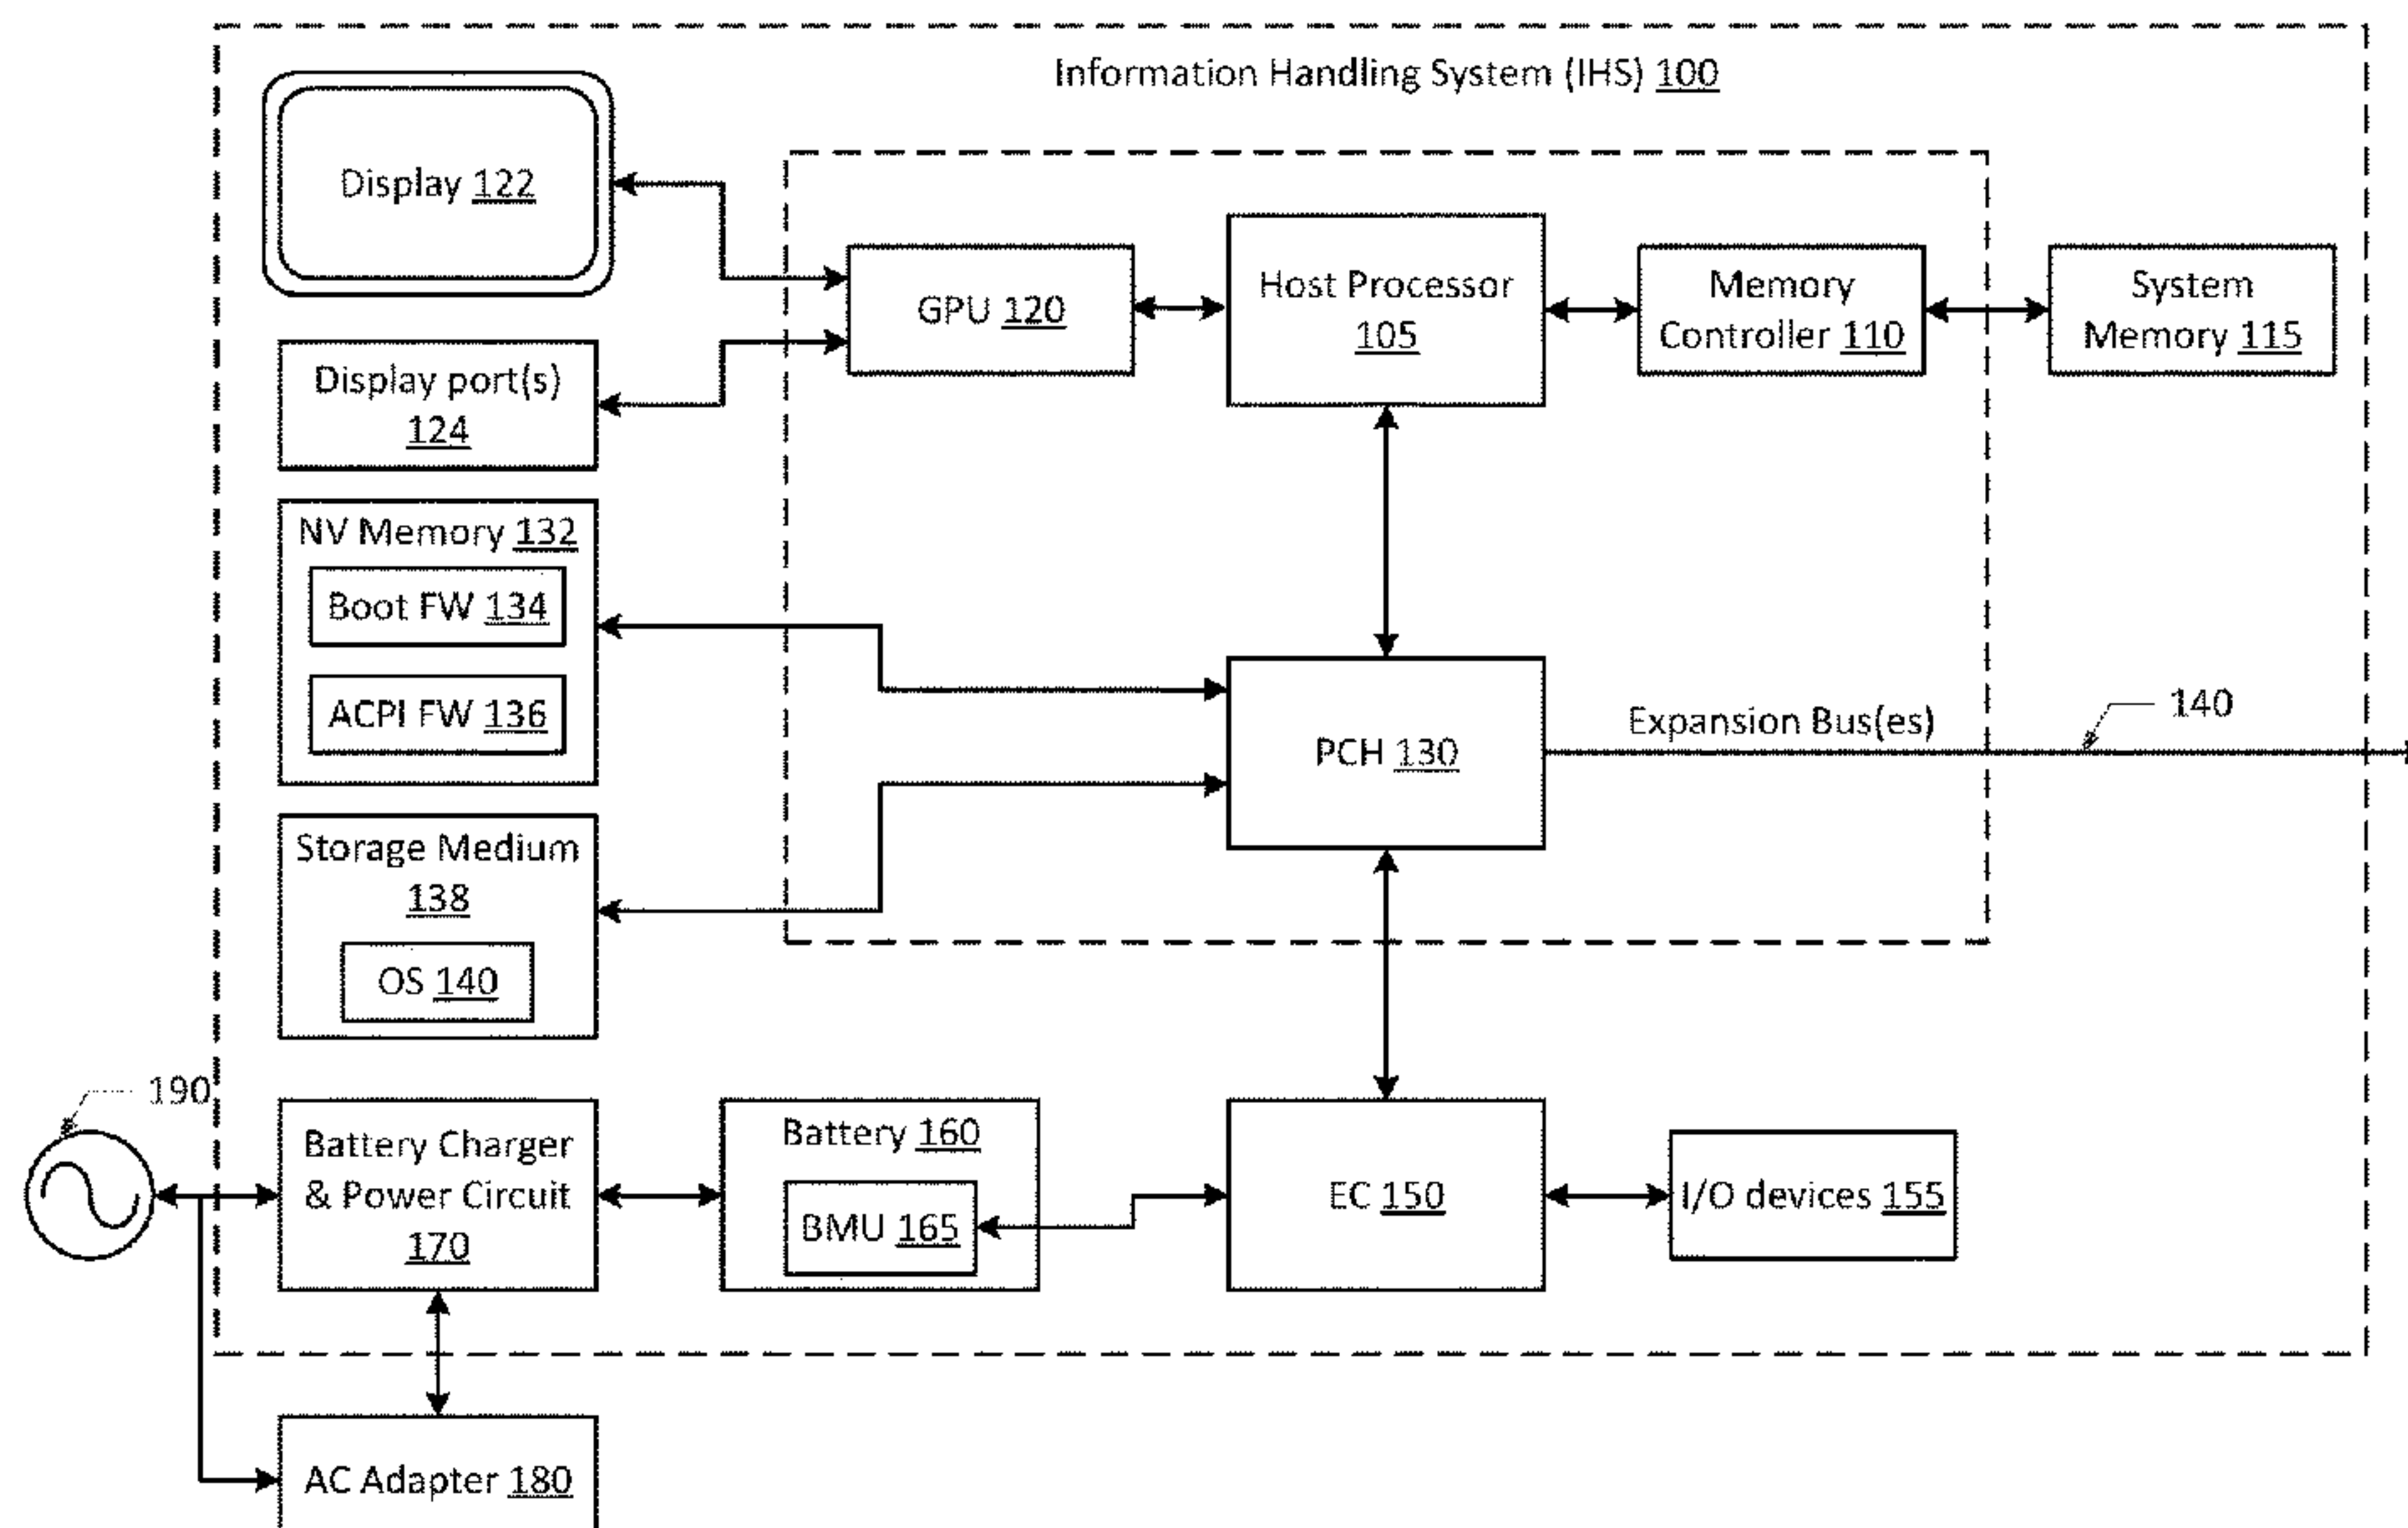 Information Handling System (IHS) 100
Display 122
GPU 120
Host Processor
105
Memory
Controller 110
System
Memory 115
Display port(s)
124
NV Memory 132
Boot FW 134
ACPI FW 136
PCH 130
Expansion Bus(es)
140
Storage Medium
138
OS 140
190
Battery Charger
& Power Circuit
170
Battery 160
BMU 165
EC 150
I/O devices 155
AC Adapter 180